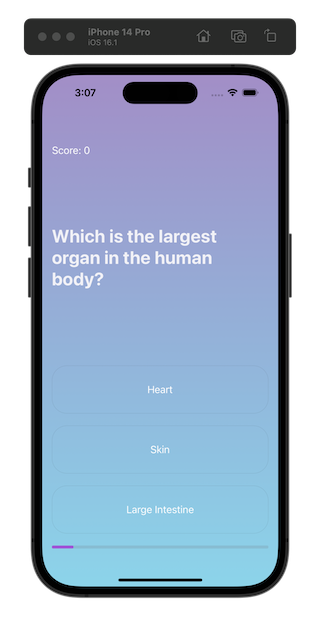 iPhone 14 Pro
iOS 16.1
3:07
Score: 0
Which is the largest
organ in the human
body?
Heart
Skin
Large Intestine